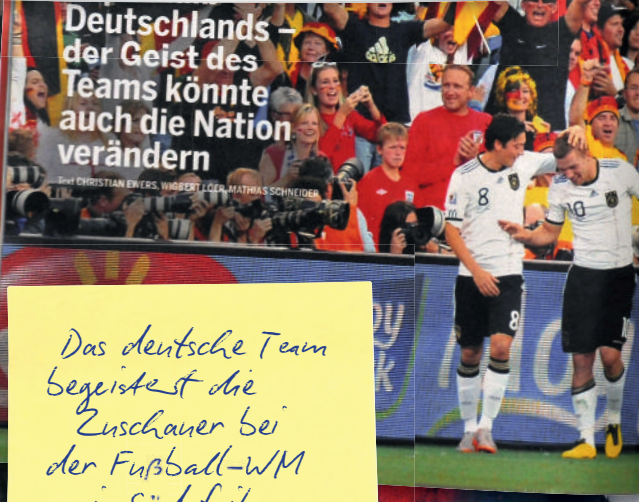 Deutschlands –
der Geist des
Teams könnte
auch die Nation
verändern
Text CHRISTIAN EWERS, WIGBERT LOER, MATHIAS SCHNEIDER
8
10
8
Das deutsche Team
begeistert die
Zuschauer bei
der Fußball-WM